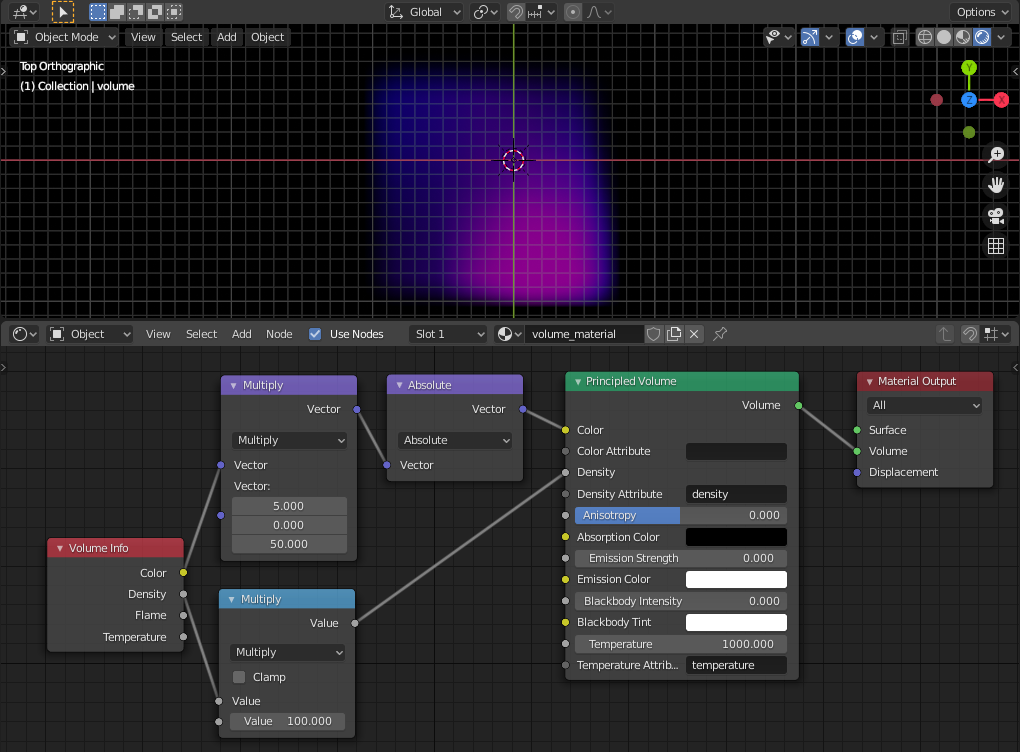 Global
Options
Object Mode View Select Add Object
Top Orthographic
(1) Collection | volume
Y
Z
X
Object View Select Add Node Use Nodes Slot 1 volume_material
Multiply
Vector
Multiply
Vector
Vector:
5.000
0.000
50.000
Absolute
Vector
Absolute
Vector
Principled Volume
Volume
Color
Color Attribute
Density
Density Attribute density
Anisotropy 0.000
Absorption Color
Emission Strength 0.000
Emission Color
Blackbody Intensity 0.000
Blackbody Tint
Temperature 1000.000
Temperature Attrib... temperature
Material Output
All
Surface
Volume
Displacement
Volume Info
Color
Density
Flame
Temperature
Multiply
Value
Multiply
Clamp
Value
Value 100.000